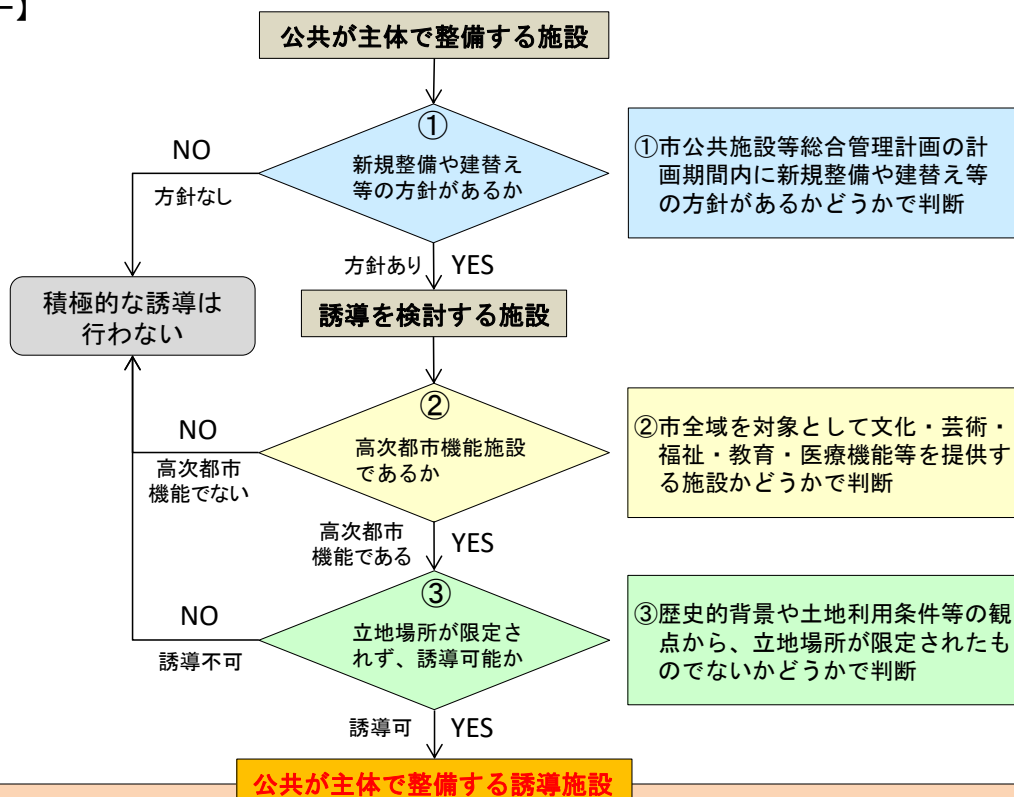 ー】
公共が主体で整備する施設
①
新規整備や建替え
等の方針があるか
NO
方針なし
①市公共施設等総合管理計画の計
画期間内に新規整備や建替え等
の方針があるかどうかで判断
方針あり YES
積極的な誘導は
行わない
誘導を検討する施設
②
高次都市機能施設
であるか
NO
高次都市
機能でない
②市全域を対象として文化・芸術・
福祉・教育・医療機能等を提供す
る施設かどうかで判断
高次都市
機能である
YES
③
立地場所が限定さ
れず、誘導可能か
NO
誘導不可
③歴史的背景や土地利用条件等の観
点から、立地場所が限定されたも
のでないかどうかで判断
誘導可 YES
公共が主体で整備する誘導施設